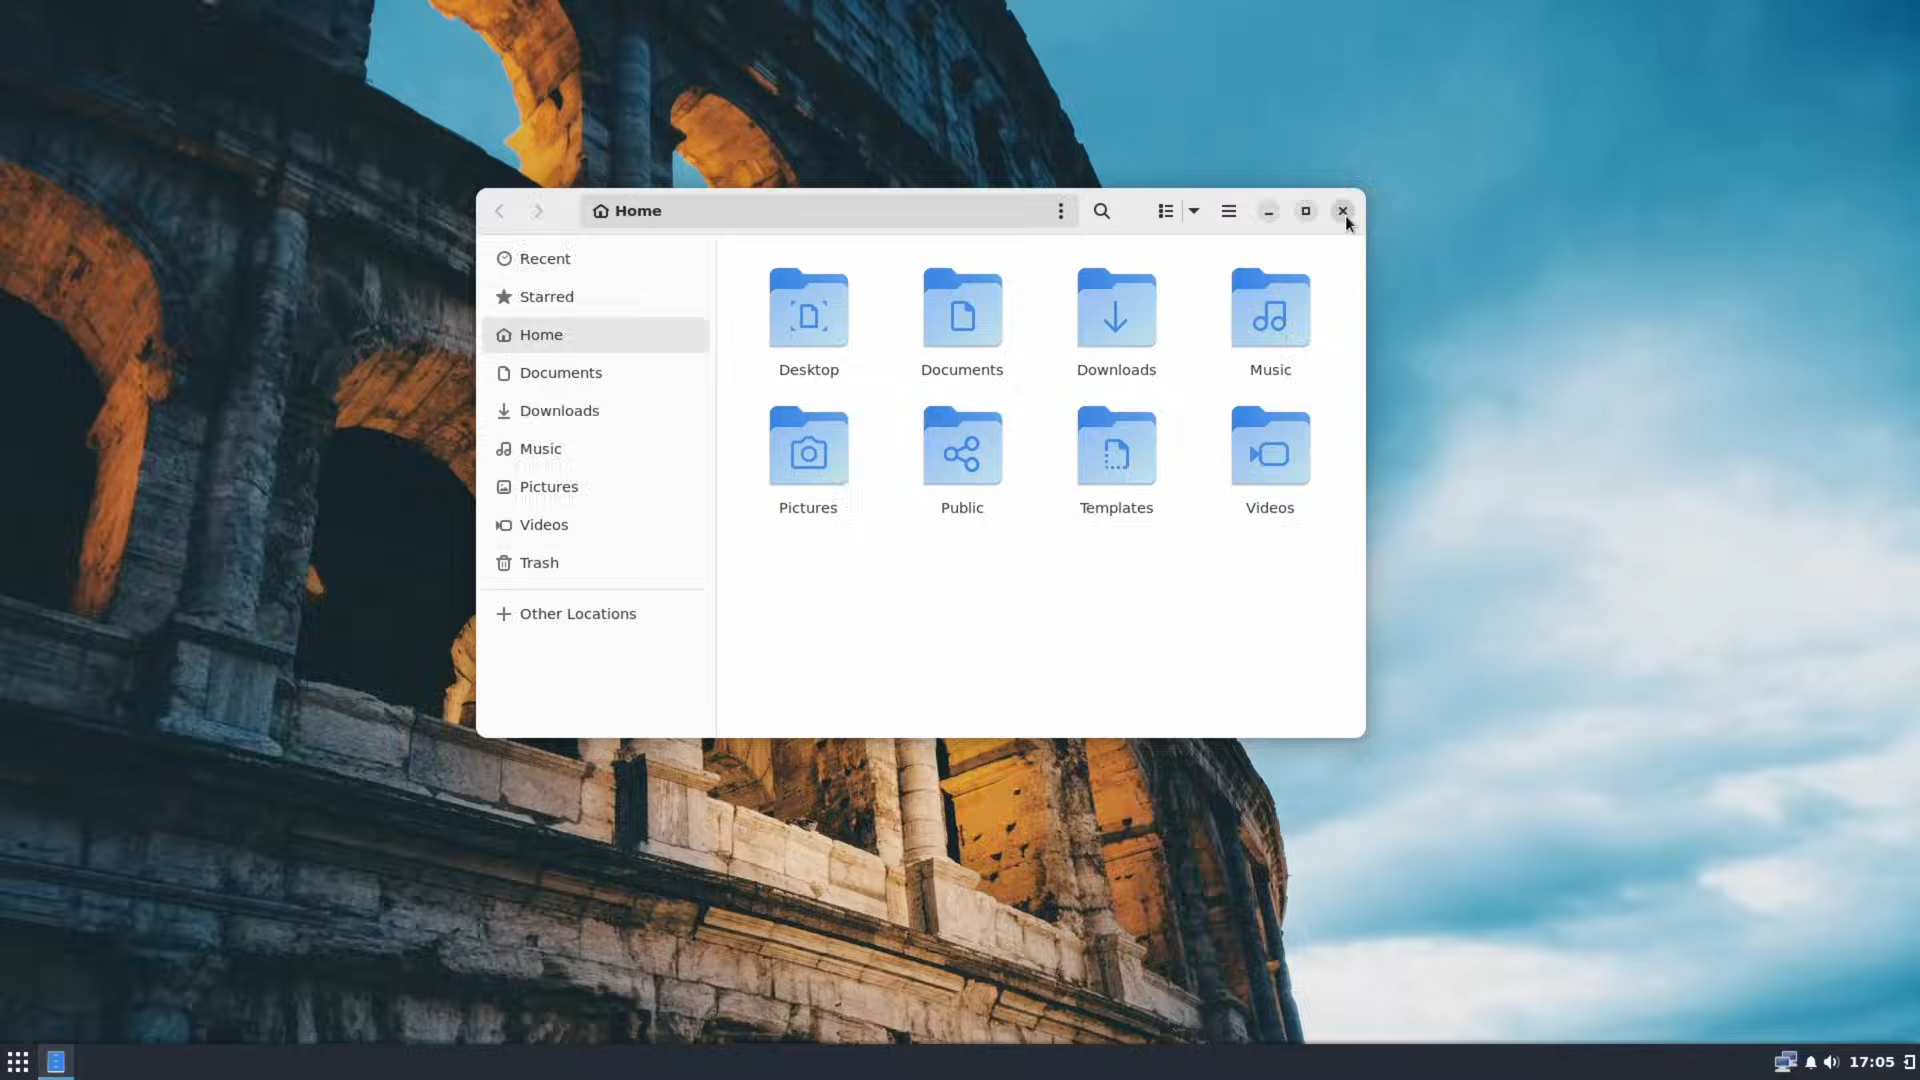 Home
Recent
Starred
Home
Documents
Downloads
Music
Pictures
Videos
Trash
Other Locations
Desktop
Documents
Downloads
Music
Pictures
Public
Templates
Videos
17:05